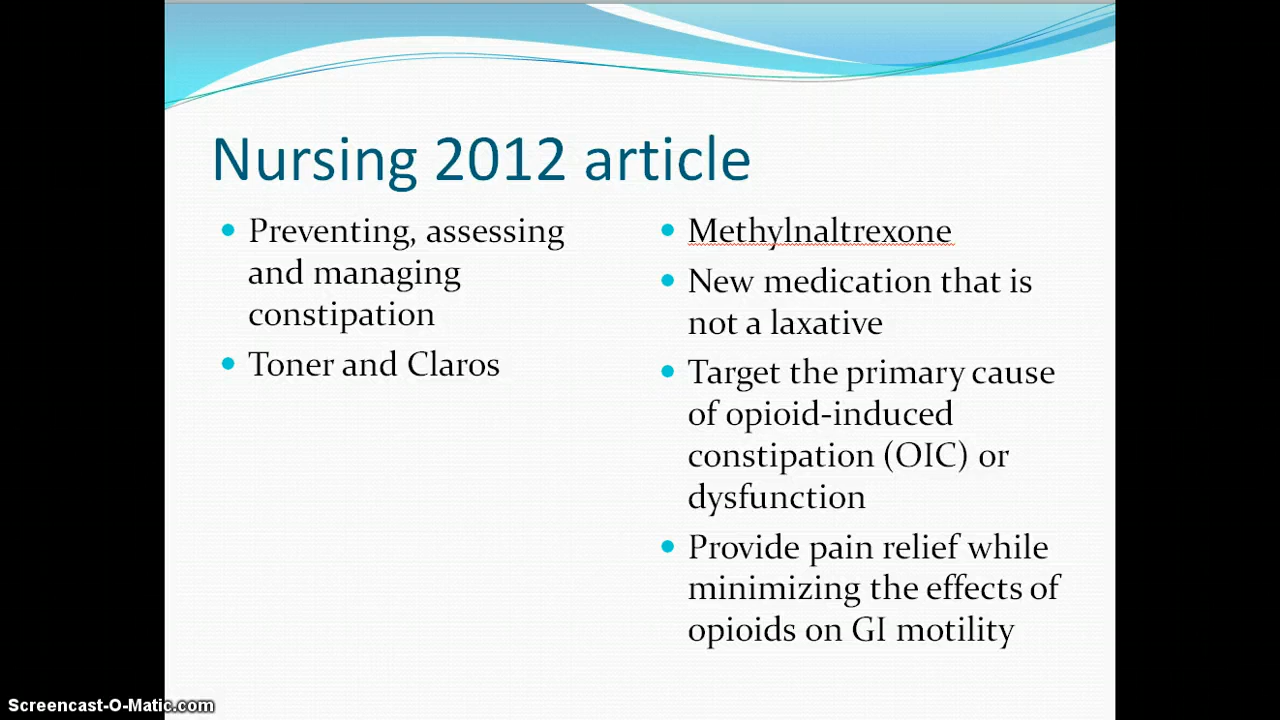 Nursing 2012 article
Preventing, assessing
and managing
constipation
Toner and Claros
Methylnaltrexone
New medication that is
not a laxative
Target the primary cause
of opioid-induced
constipation (OIC) or
dysfunction
Provide pain relief while
minimizing the effects of
opioids on GI motility
Screencast-O-Matic.com